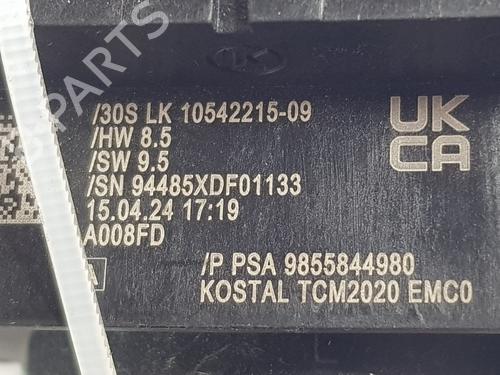 /30S LK 10542215-09
/HW 8.5
/SW 9.5
/SN 94485XDF01133
15.04.24 17:19
A008FD
UK
CA
/P PSA 9855844980
KOSTAL TCM2020 EMC0
PARTS